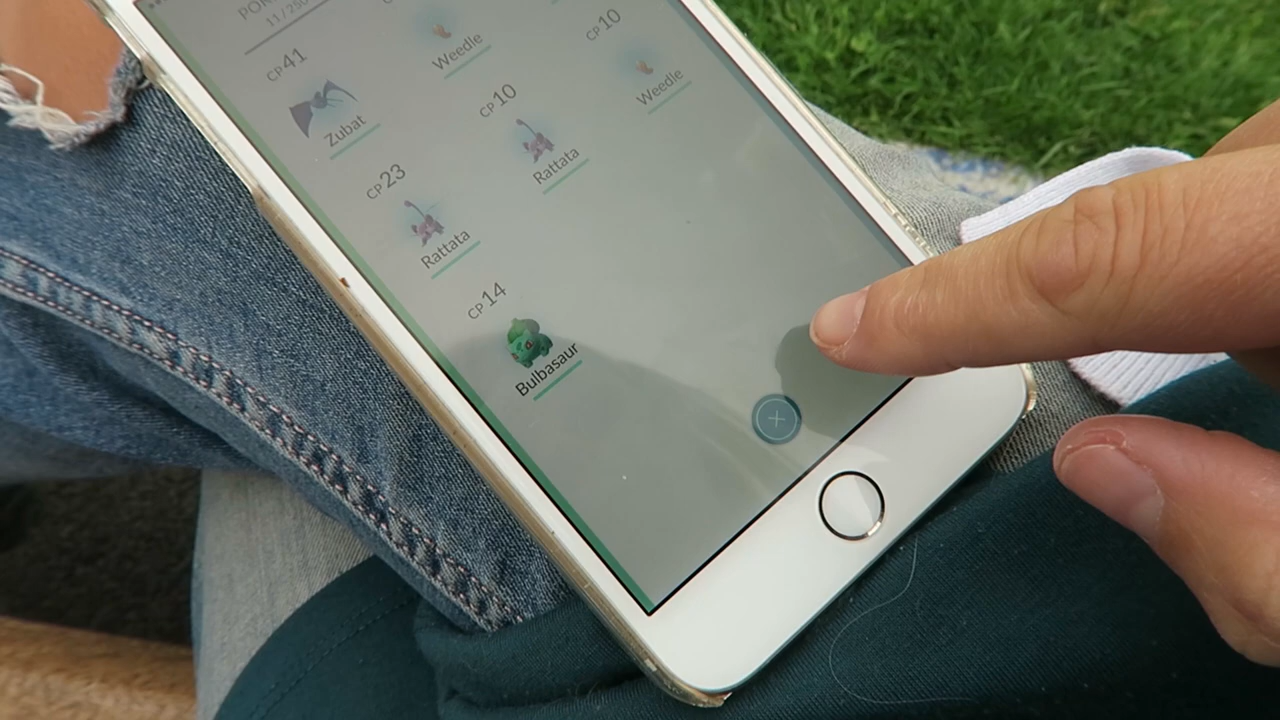 11 / 250
CP41
Zubat
Weedle
CP23
Rattata
CP10
Rattata
CP10
Weedle
CP14
Bulbasaur